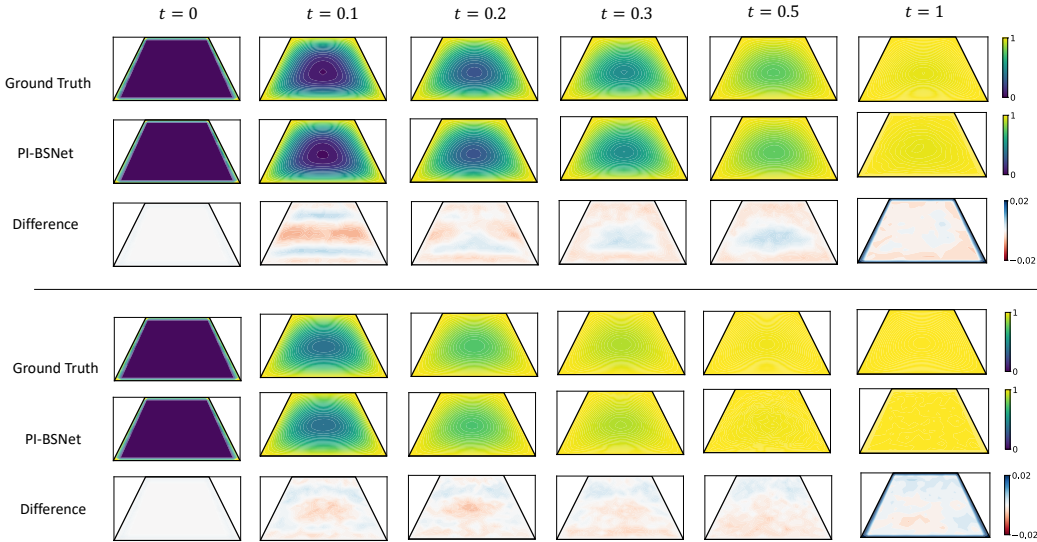 t = 0 t = 0.1 t = 0.2 t = 0.3 t = 0.5 t = 1
Ground Truth
1
0
PI-BSNet
1
0
Difference
0.02
−0.02
Ground Truth
1
0
PI-BSNet
1
0
Difference
0.02
−0.02